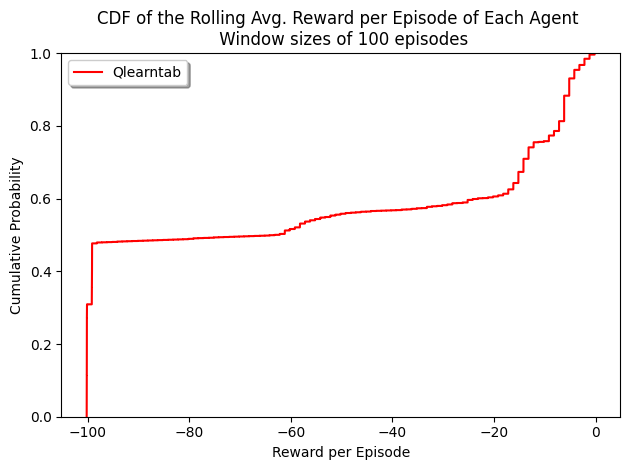 CDF of the Rolling Avg. Reward per Episode of Each Agent
Window sizes of 100 episodes
Qlearntab
1.0
0.8
0.6
0.4
0.2
0.0
Cumulative Probability
−100
−80
−60
−40
−20
0
Reward per Episode